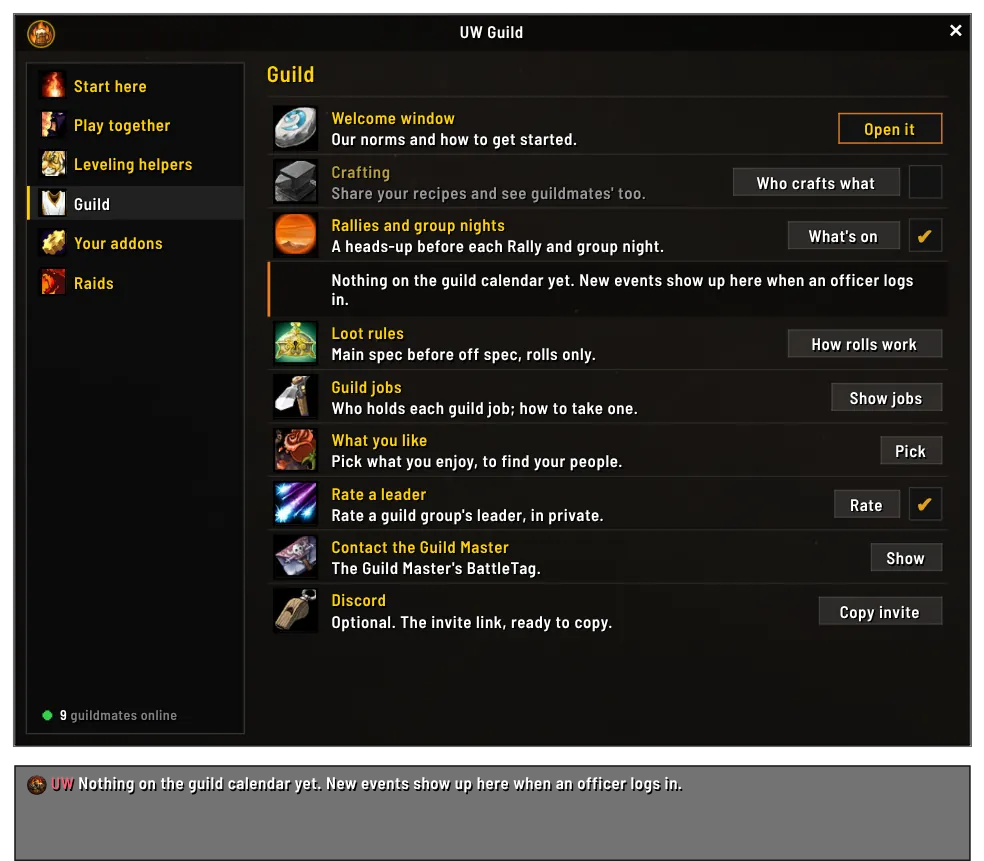 UW Guild
Start here
Play together
Leveling helpers
Guild
Your addons
Raids
9 guildmates online
Guild
Welcome window
Our norms and how to get started.
Open it
Crafting
Share your recipes and see guildmates' too.
Who crafts what
Rallies and group nights
A heads-up before each Rally and group night.
What's on
Nothing on the guild calendar yet. New events show up here when an officer logs
in.
Loot rules
Main spec before off spec, rolls only.
How rolls work
Guild jobs
Who holds each guild job; how to take one.
Show jobs
What you like
Pick what you enjoy, to find your people.
Pick
Rate a leader
Rate a guild group's leader, in private.
Rate
Contact the Guild Master
The Guild Master's BattleTag.
Show
Discord
Optional. The invite link, ready to copy.
Copy invite
UW Nothing on the guild calendar yet. New events show up here when an officer logs in.